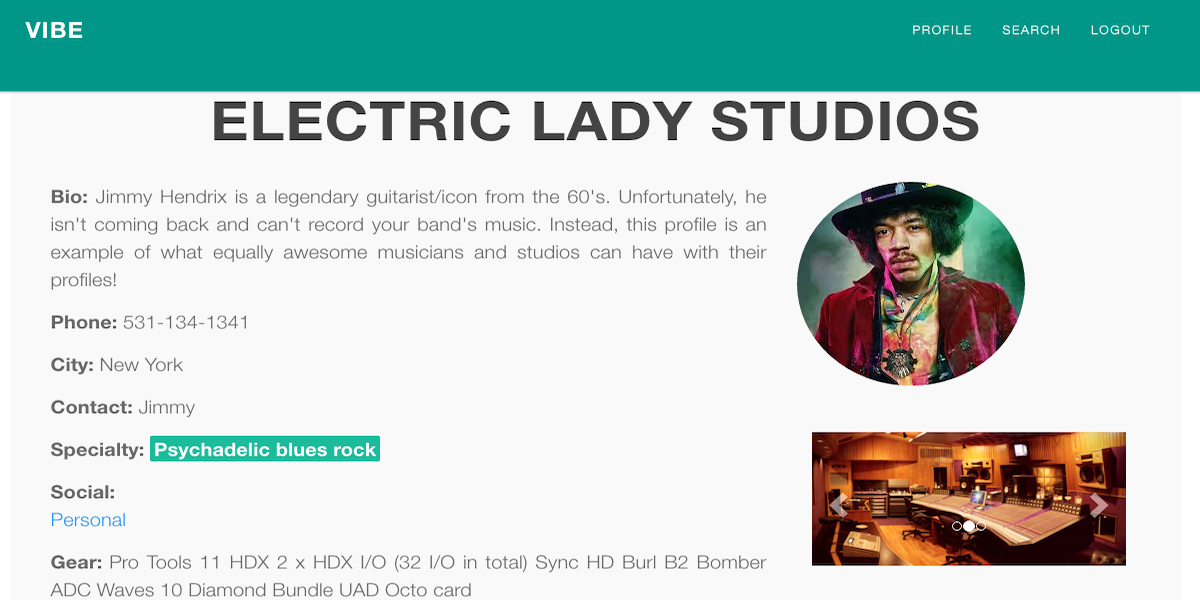 VIBE
PROFILE SEARCH LOGOUT
ELECTRIC LADY STUDIOS
Bio: Jimmy Hendrix is a legendary guitarist/icon from the 60's. Unfortunately, he
isn't coming back and can't record your band's music. Instead, this profile is an
example of what equally awesome musicians and studios can have with their
profiles!
Phone: 531-134-1341
City: New York
Contact: Jimmy
Specialty: Psychadelic blues rock
Social:
Personal
Gear: Pro Tools 11 HDX 2 x HDX I/O (32 I/O in total) Sync HD Burl B2 Bomber
ADC Waves 10 Diamond Bundle UAD Octo card